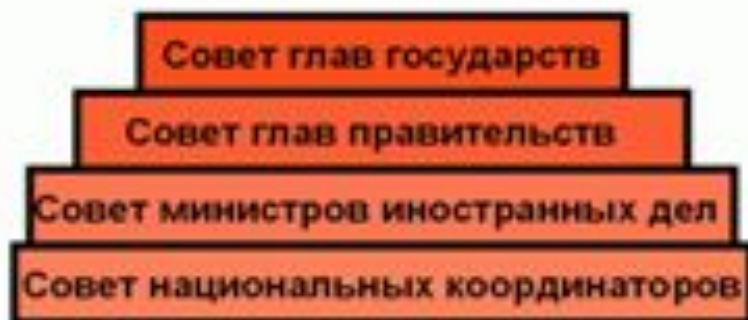 Совет глав государств
Совет глав правительств
Совет министров иностранных дел
Совет национальных координаторов